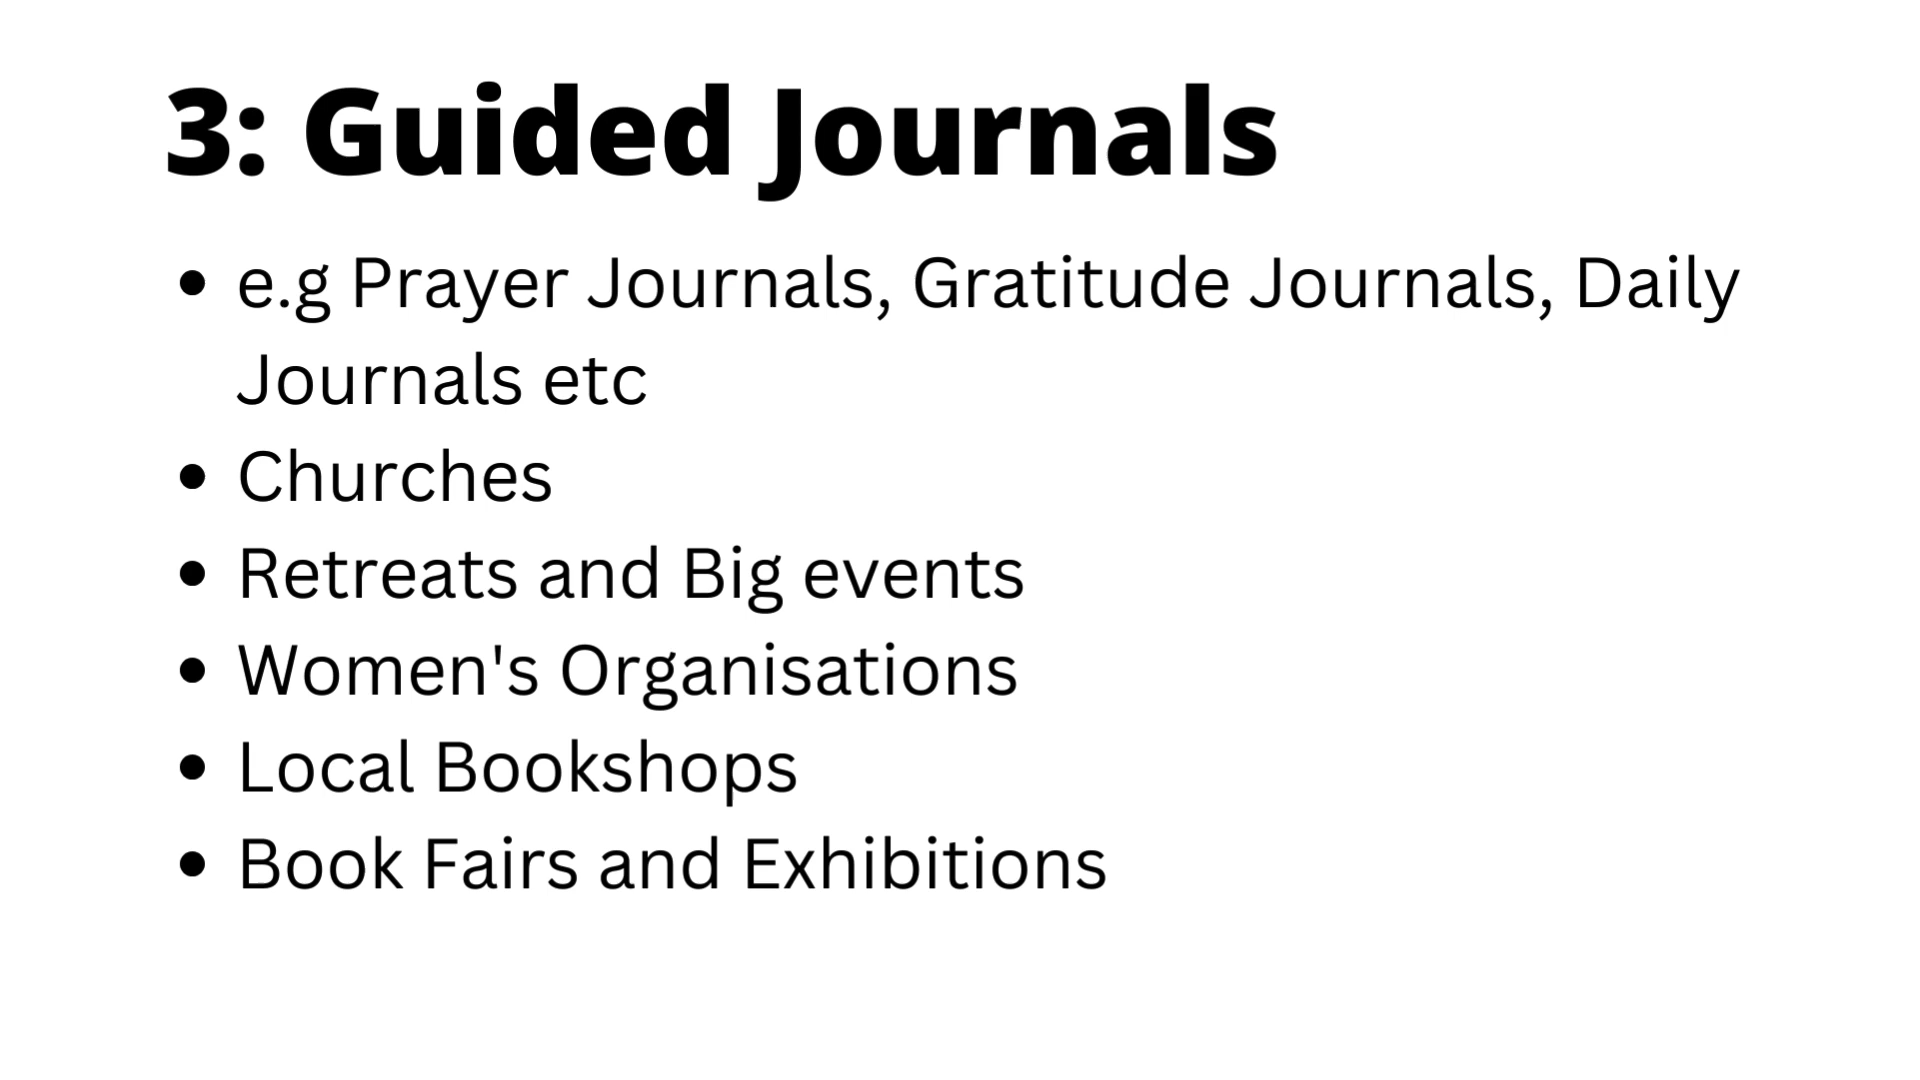 3: Guided Journals
• e.g Prayer Journals, Gratitude Journals, Daily
Journals etc
• Churches
• Retreats and Big events
• Women's Organisations
• Local Bookshops
• Book Fairs and Exhibitions